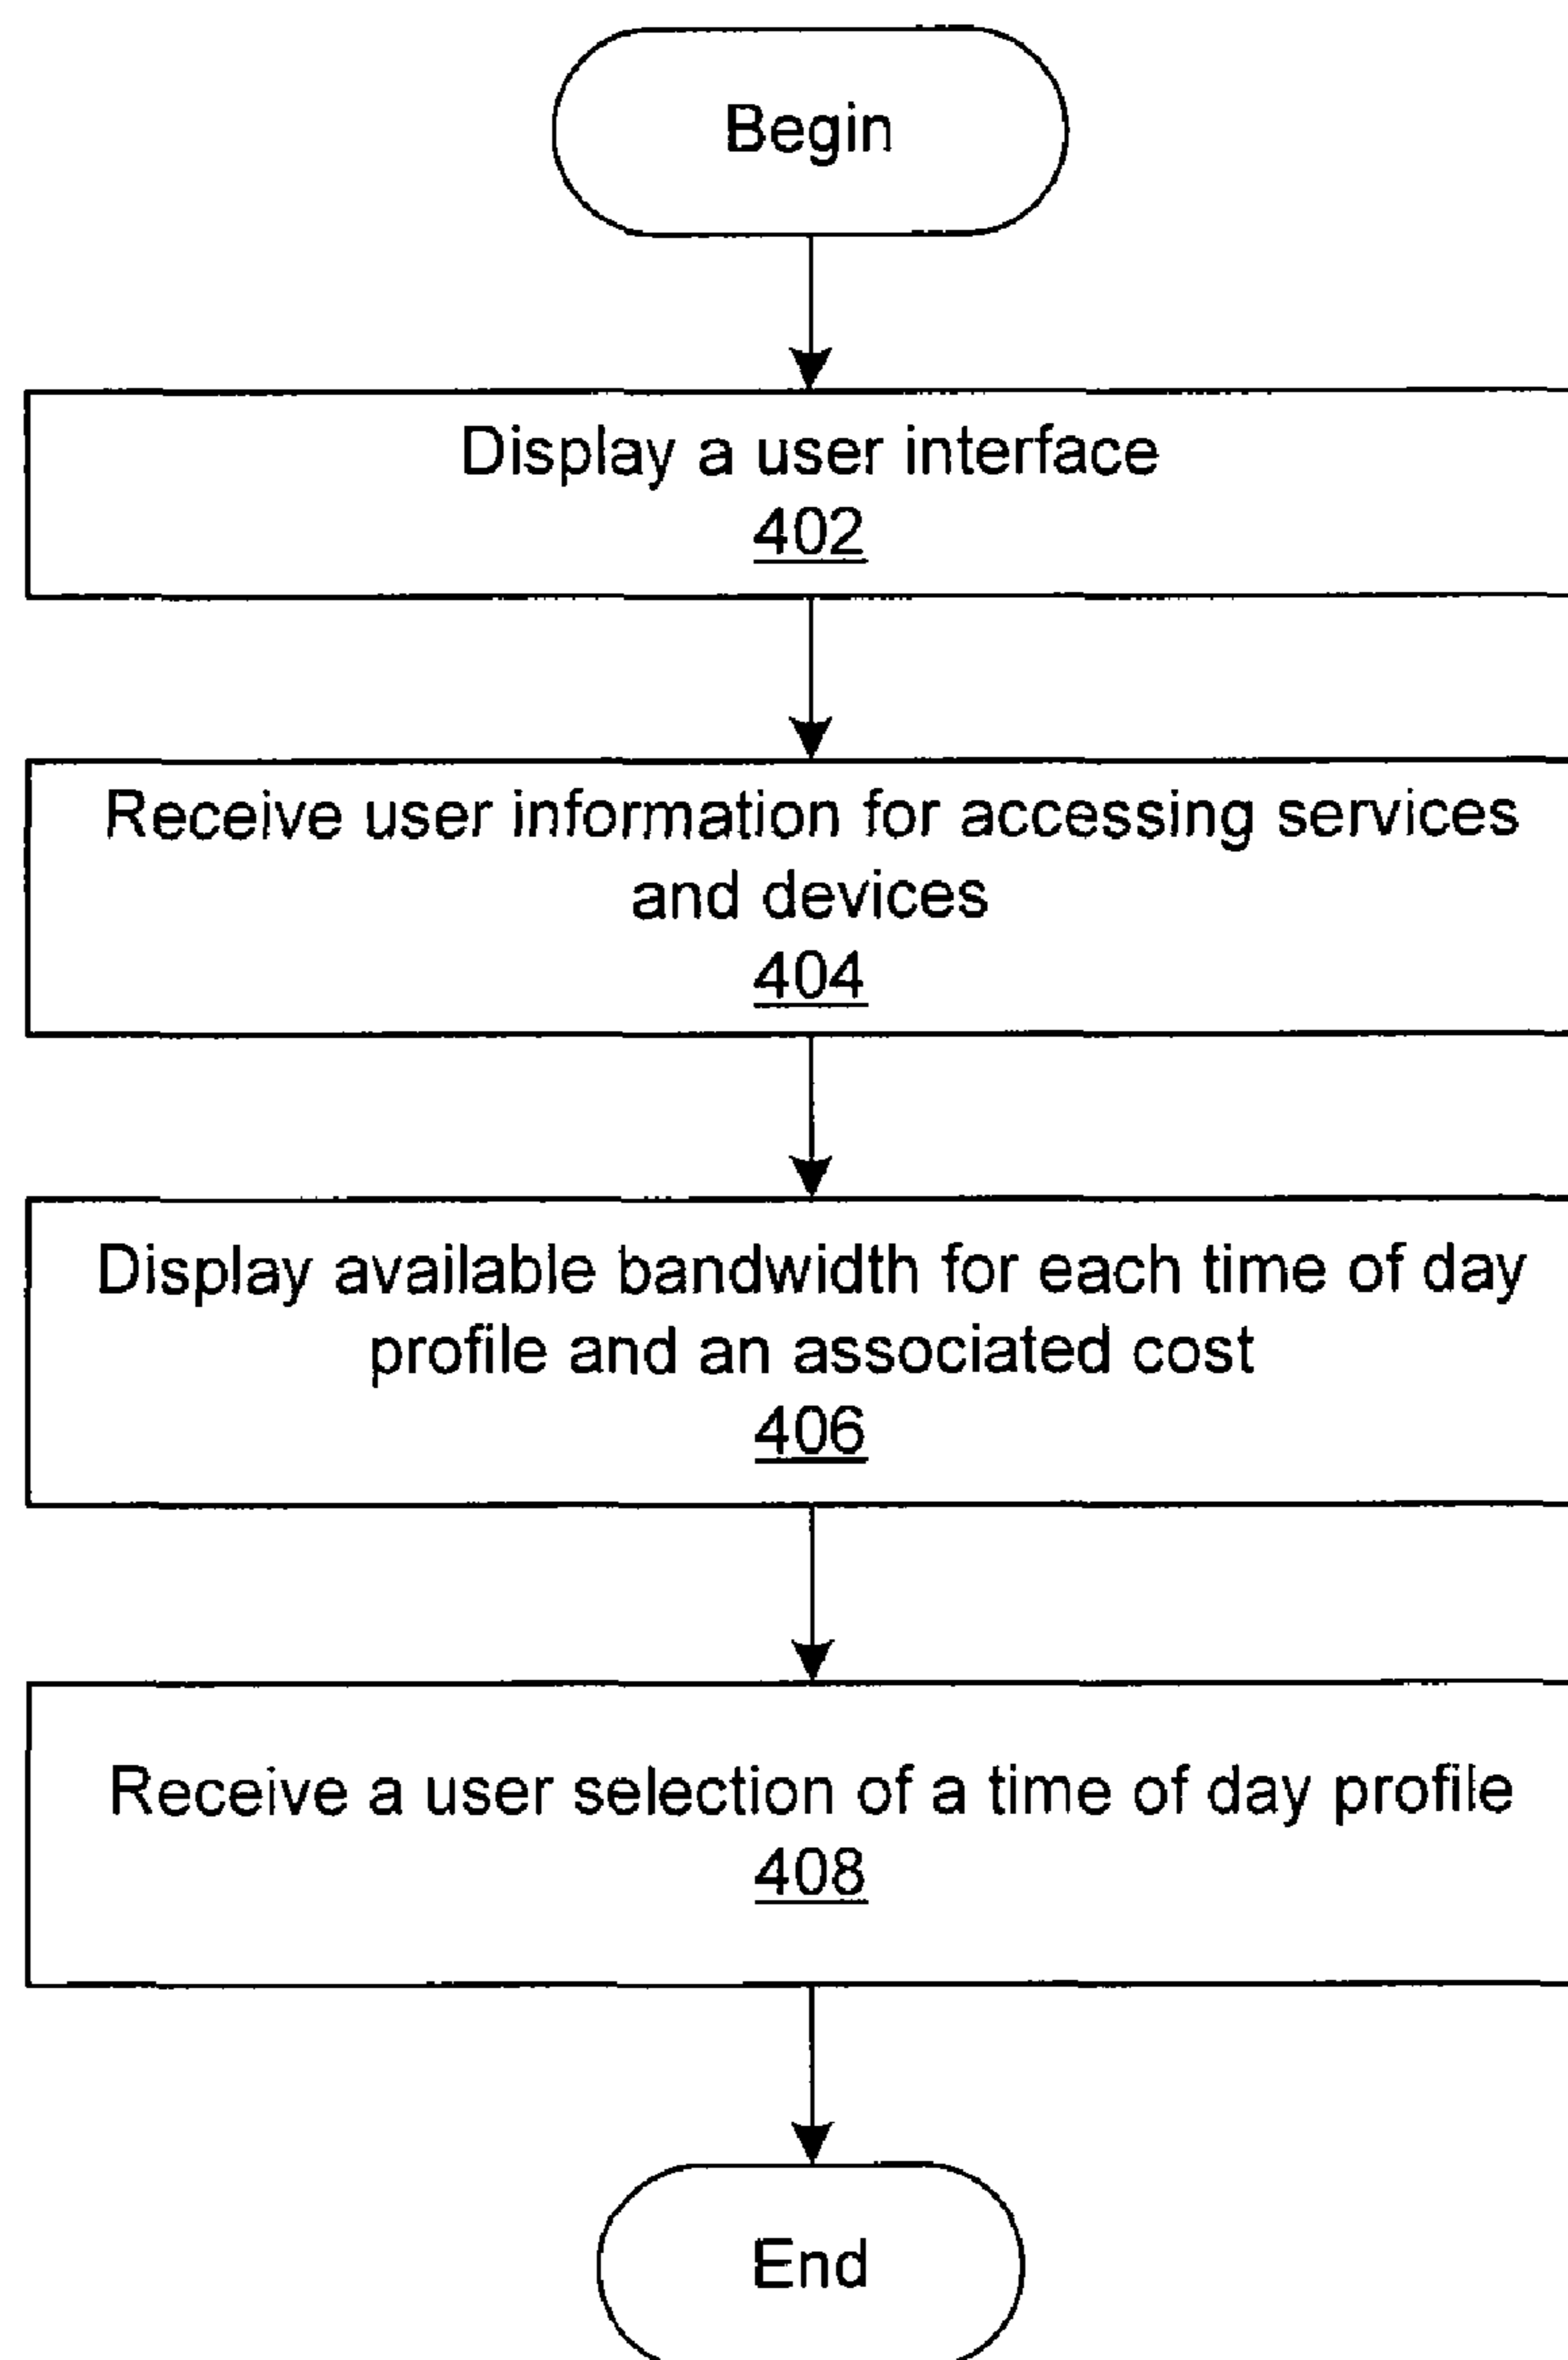 Begin
Display a user interface
402
Receive user information for accessing services
and devices
404
Display available bandwidth for each time of day
profile and an associated cost
406
Receive a user selection of a time of day profile
408
End